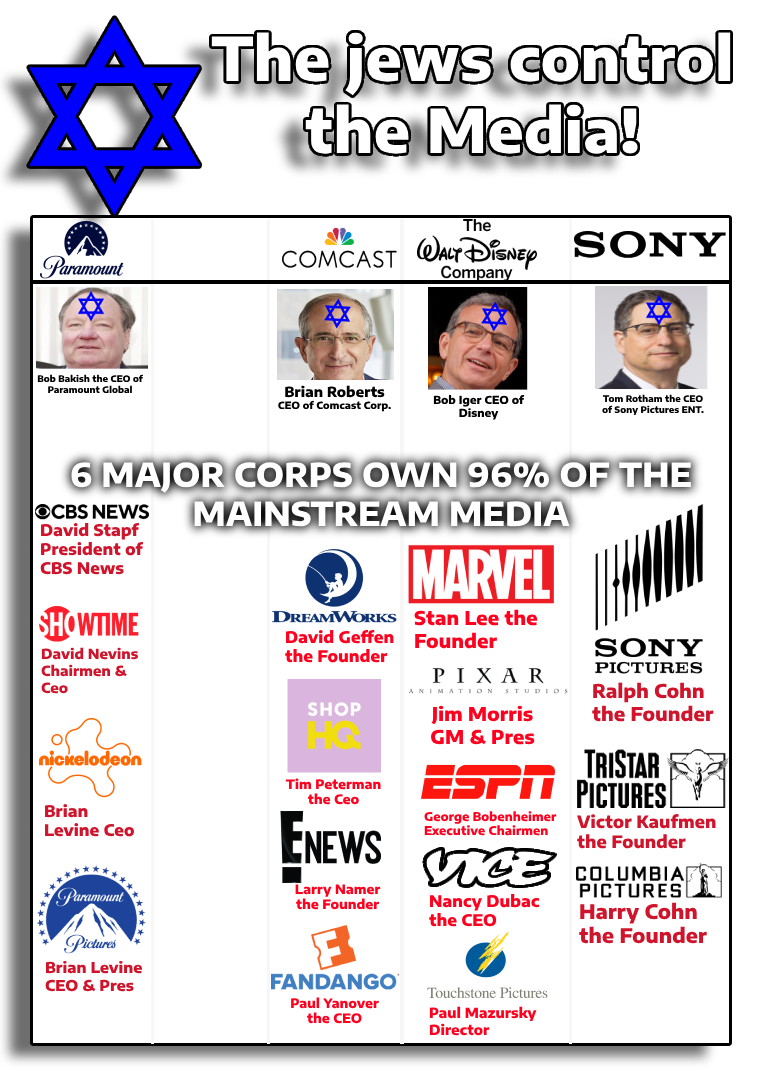 The jews control
the Media!
Paramount
COMCAST
The
WALT DISNEY
Company
SONY
Bob Bakish the CEO of
Paramount Global
Brian Roberts
CEO of Comcast Corp.
Bob Iger CEO of
Disney
Tom Rotham the CEO
of Sony Pictures ENT.
6 MAJOR CORPS OWN 96% OF THE
MAINSTREAM MEDIA
CBS NEWS
David Stapf
President of
CBS News
SHOWTIME
David Nevins
Chairmen &
Ceo
nickelodeon
Brian
Levine Ceo
Paramount
Pictures
Brian Levine
CEO & Pres
DREAMWORKS
David Geffen
the Founder
SHOP
HQ
Tim Peterman
the Ceo
E NEWS
Larry Namer
the Founder
FANDANGO
Paul Yanover
the CEO
MARVEL
Stan Lee the
Founder
PIXAR
ANIMATION STUDIOS
Jim Morris
GM & Pres
ESPN
George Bobenheimer
Executive Chairmen
VICE
Nancy Dubac
the CEO
Touchstone Pictures
Paul Mazursky
Director
SONY
PICTURES
Ralph Cohn
the Founder
TRISTAR
PICTURES
Victor Kaufmen
the Founder
COLUMBIA
PICTURES
Harry Cohn
the Founder